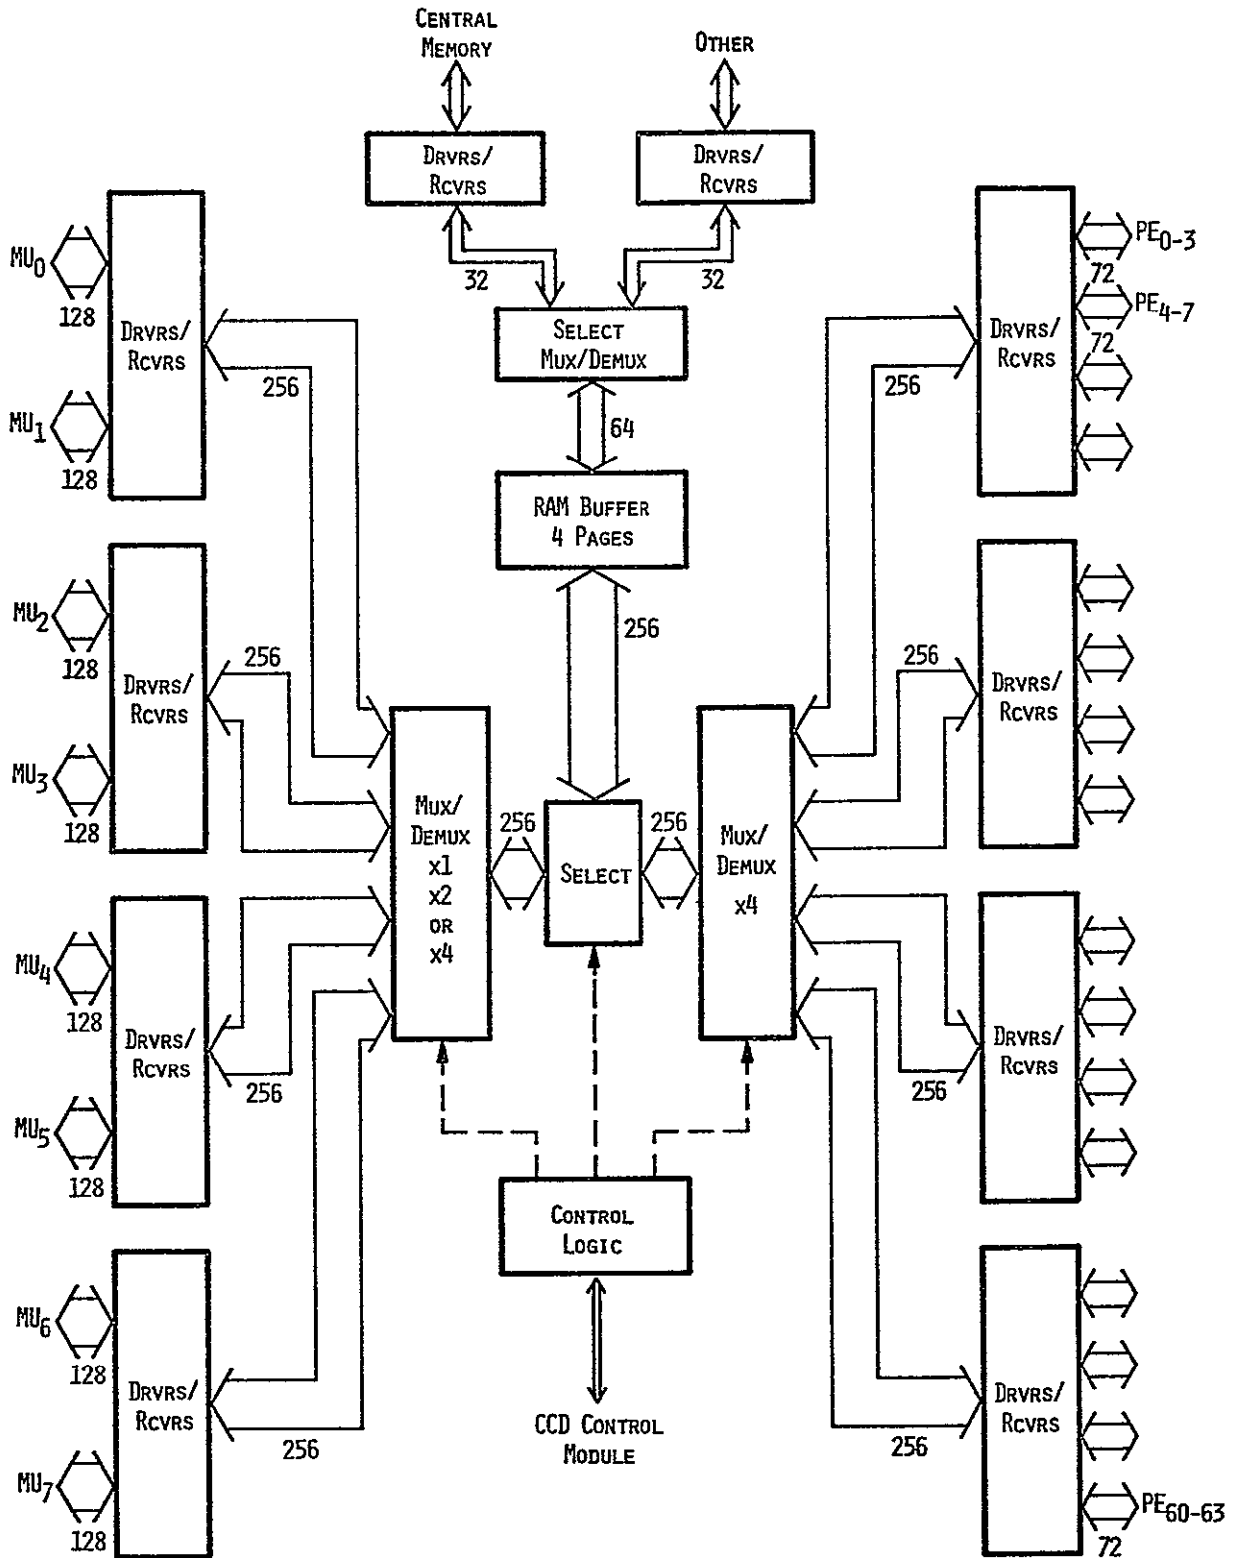 CENTRAL
MEMORY
OTHER
DRVRS/
RCVRS
DRVRS/
RCVRS
32
32
SELECT
MUX/DEMUX
64
RAM BUFFER
4 PAGES
256
MU0
128
MU1
128
DRVRS/
RCVRS
256
MU2
128
MU3
128
DRVRS/
RCVRS
256
MU4
128
MU5
128
DRVRS/
RCVRS
256
MU6
128
MU7
128
DRVRS/
RCVRS
256
MUX/
DEMUX
x1
x2
OR
x4
256
SELECT
256
MUX/
DEMUX
x4
CONTROL
LOGIC
CCD CONTROL
MODULE
256
DRVRS/
RCVRS
PE0-3
72
PE4-7
72
256
DRVRS/
RCVRS
256
DRVRS/
RCVRS
256
DRVRS/
RCVRS
PE60-63
72